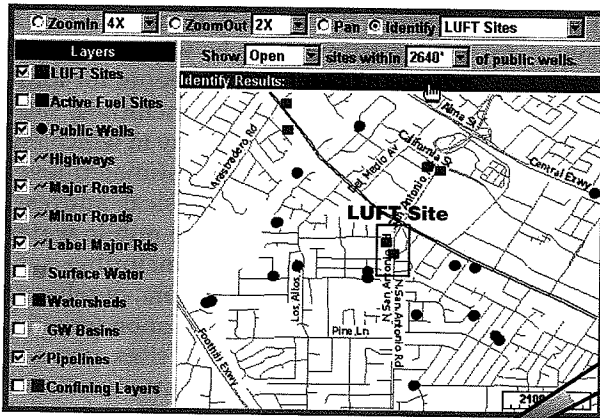 ZoomIn 4X ZoomOut 2X Pan Identify LUFT Sites
Layers
Show Open sites within 2640' of public wells.
Identify Results:
LUFT Sites
Active Fuel Sites
Public Wells
Highways
Major Roads
Minor Roads
Label Major Rds
Surface Water
Watersheds
GW Basins
Pipelines
Confining Layers
Alma St
Arastradero Rd
California St
Central Expwy
Del Medio Av
LUFT Site
Los Altos
N San Antonio Rd
N San Antonio Rd
Pine Ln
Foothill Expwy